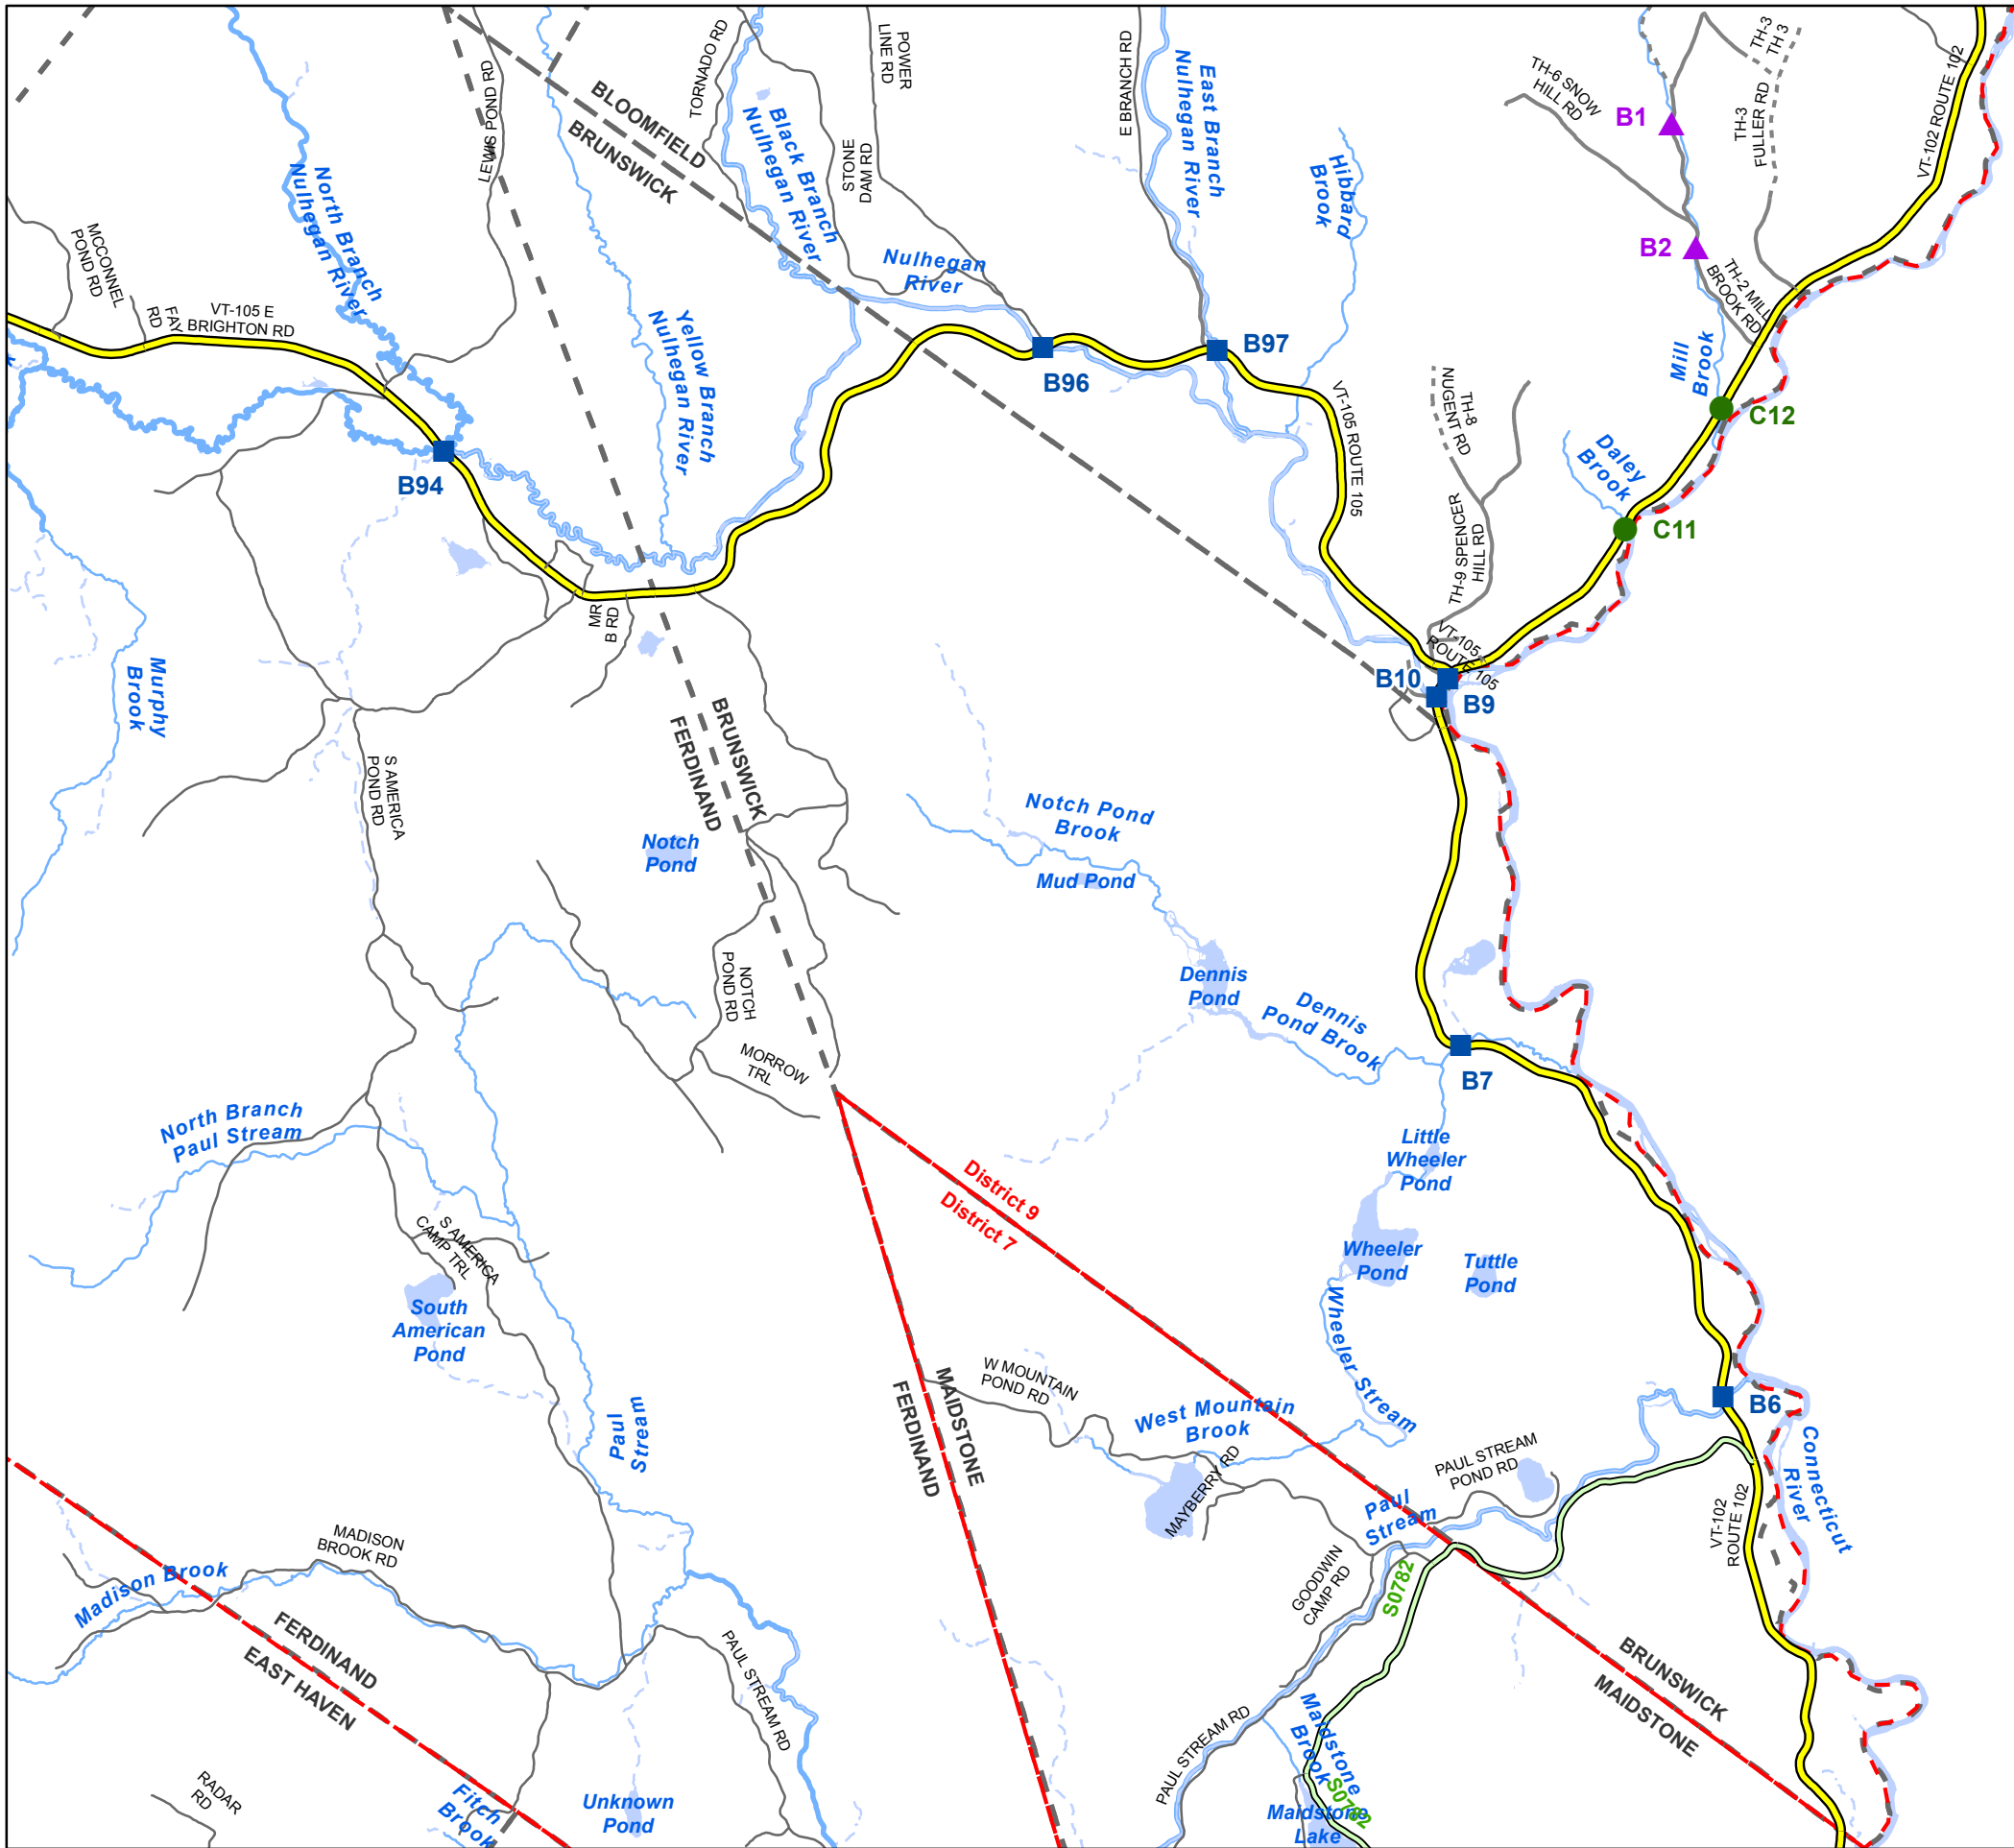 TH-3
TH 3
TORNADO RD
POWER
LINE RD
E BRANCH RD
East Branch
Nulhegan River
TH-6 SNOW
HILL RD
VT-102 ROUTE 102
LEWIS POND RD
BLOOMFIELD
BRUNSWICK
Black Branch
Nulhegan River
STONE
DAM RD
B1
TH-3
FULLER RD
Hibbard
Brook
North Branch
Nulhegan River
MCCONNEL
POND RD
B2
TH-2 MILL
BROOK RD
Nulhegan
River
FAY
RD
VT-105 E
BRIGHTON RD
Yellow Branch
Nulhegan River
B96
B97
Mill
Brook
C12
VT-105 ROUTE 105
TH-8
NUGENT RD
Daley
Brook
B94
C11
TH-9 SPENCER
HILL RD
MR
B RD
VT-105
ROUTE 105
B10
B9
Murphy
Brook
BRUNSWICK
FERDINAND
S AMERICA
POND RD
Notch Pond
Brook
Notch
Pond
Mud Pond
Dennis
Pond
NOTCH
POND RD
Dennis
Pond Brook
MORROW
TRL
B7
North Branch
Paul Stream
Little
Wheeler
Pond
District 9
District 7
S AMERICA
CAMP TRL
Wheeler
Pond
Tuttle
Pond
South
American
Pond
Wheeler Stream
W MOUNTAIN
POND RD
MAIDSTONE
FERDINAND
West Mountain
Brook
B6
Paul
Stream
Connecticut
River
PAUL STREAM
POND RD
MAYBERRY RD
Paul
Stream
VT-102
ROUTE 102
MADISON
BROOK RD
Madison Brook
GOODWIN
CAMP RD
S0782
FERDINAND
EAST HAVEN
PAUL STREAM RD
BRUNSWICK
MAIDSTONE
PAUL STREAM RD
Maidstone
Brook
S0782
RADAR
RD
Fitch
Brook
Unknown
Pond
Maidstone
Lake